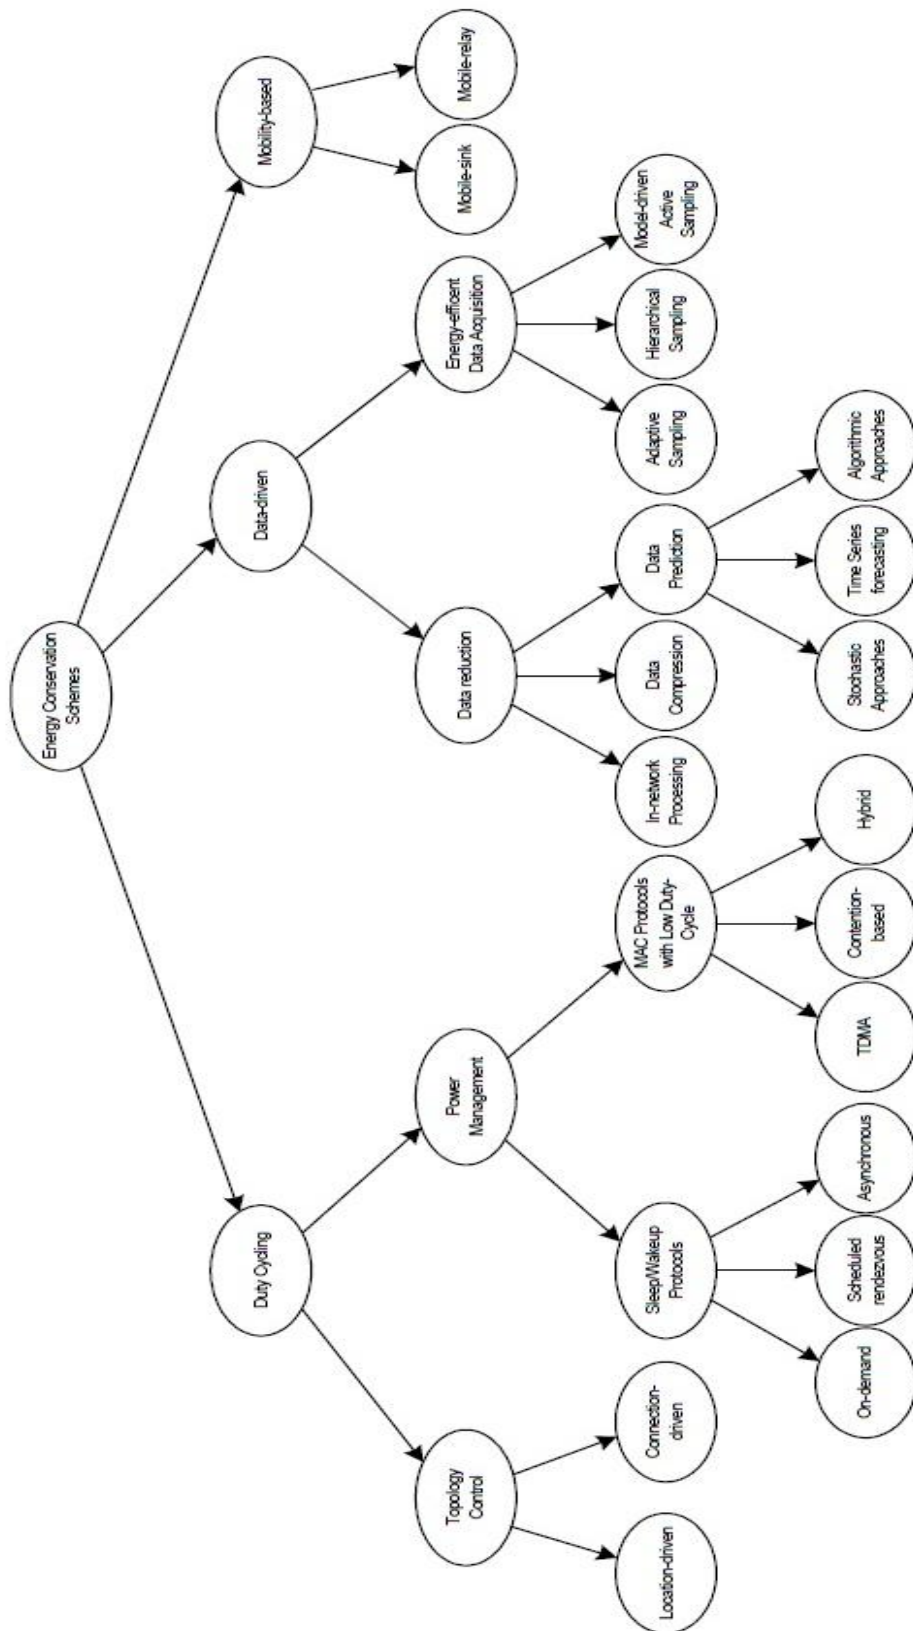 Energy Conservation
Schemes
Duty Cycling
Data-driven
Mobility-based
Topology
Control
Power
Management
Data reduction
Energy-efficent
Data Acquisition
Mobile-sink
Mobile-relay
Location-driven
Connection-
driven
Sleep/Wakeup
Protocols
MAC Protocols
with Low Duty-
Cycle
In-network
Processing
Data
Compression
Data
Prediction
Adaptive
Sampling
Hierarchical
Sampling
Model-driven
Active
Sampling
On-demand
Scheduled
rendezvous
Asynchronous
TDMA
Contention-
based
Hybrid
Stochastic
Approaches
Time Series
forecasting
Algorithmic
Approaches